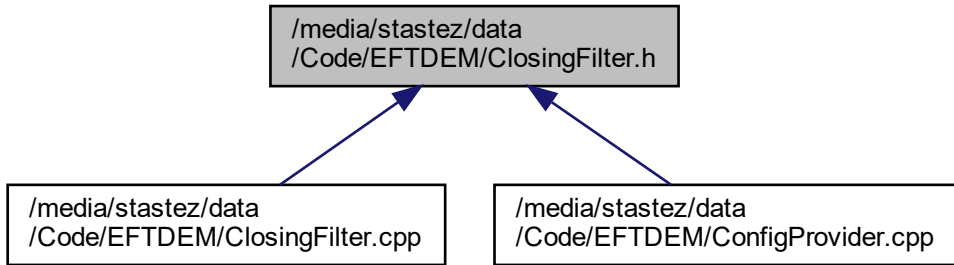 /media/stastez/data
/Code/EFTDEM/ClosingFilter.h
/media/stastez/data
/Code/EFTDEM/ClosingFilter.cpp
/media/stastez/data
/Code/EFTDEM/ConfigProvider.cpp